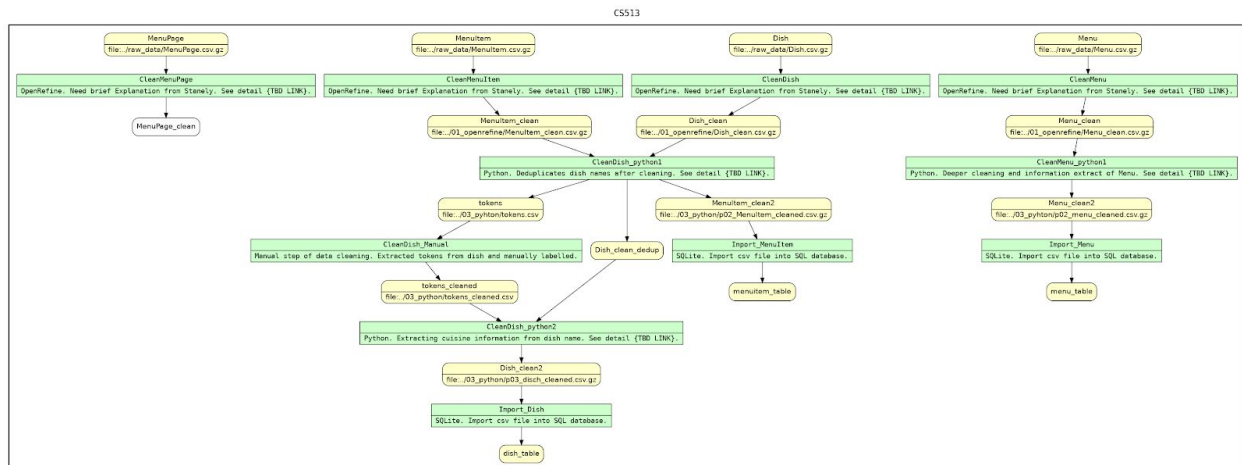 CS513
MenuPage
file:../raw_data/MenuPage.csv.gz
MenuItem
file:../raw_data/MenuItem.csv.gz
Dish
file:../raw_data/Dish.csv.gz
Menu
file:../raw_data/Menu.csv.gz
CleanMenuPage
OpenRefine. Need brief Explanation from Stanely. See detail {TBD LINK}.
CleanMenuItem
OpenRefine. Need brief Explanation from Stanely. See detail {TBD LINK}.
CleanDish
OpenRefine. Need brief Explanation from Stanely. See detail {TBD LINK}.
CleanMenu
OpenRefine. Need brief Explanation from Stanely. See detail {TBD LINK}.
MenuPage_clean
MenuItem_clean
file:../01_openrefine/MenuItem_clean.csv.gz
Dish_clean
file:../01_openrefine/Dish_clean.csv.gz
Menu_clean
file:../01_openrefine/Menu_clean.csv.gz
CleanDish_python1
Python. Deduplicates dish names after cleaning. See detail {TBD LINK}.
CleanMenu_python1
Python. Deeper cleaning and information extract of Menu. See detail {TBD LINK}.
tokens
file:../03_pyhton/tokens.csv
MenuItem_clean2
file:../03_python/p02_MenuItem_cleaned.csv.gz
Menu_clean2
file:../03_pyhton/p02_menu_cleaned.csv.gz
CleanDish_Manual
Manual step of data cleaning. Extracted tokens from dish and manually labelled.
Dish_clean_dedup
Import_MenuItem
SQLite. Import csv file into SQL database.
Import_Menu
SQLite. Import csv file into SQL database.
tokens_cleaned
file:../03_python/tokens_cleaned.csv
menuitem_table
menu_table
CleanDish_python2
Python. Extracting cuisine information from dish name. See detail {TBD LINK}.
Dish_clean2
file:../03_python/p03_disch_cleaned.csv.gz
Import_Dish
SQLite. Import csv file into SQL database.
dish_table